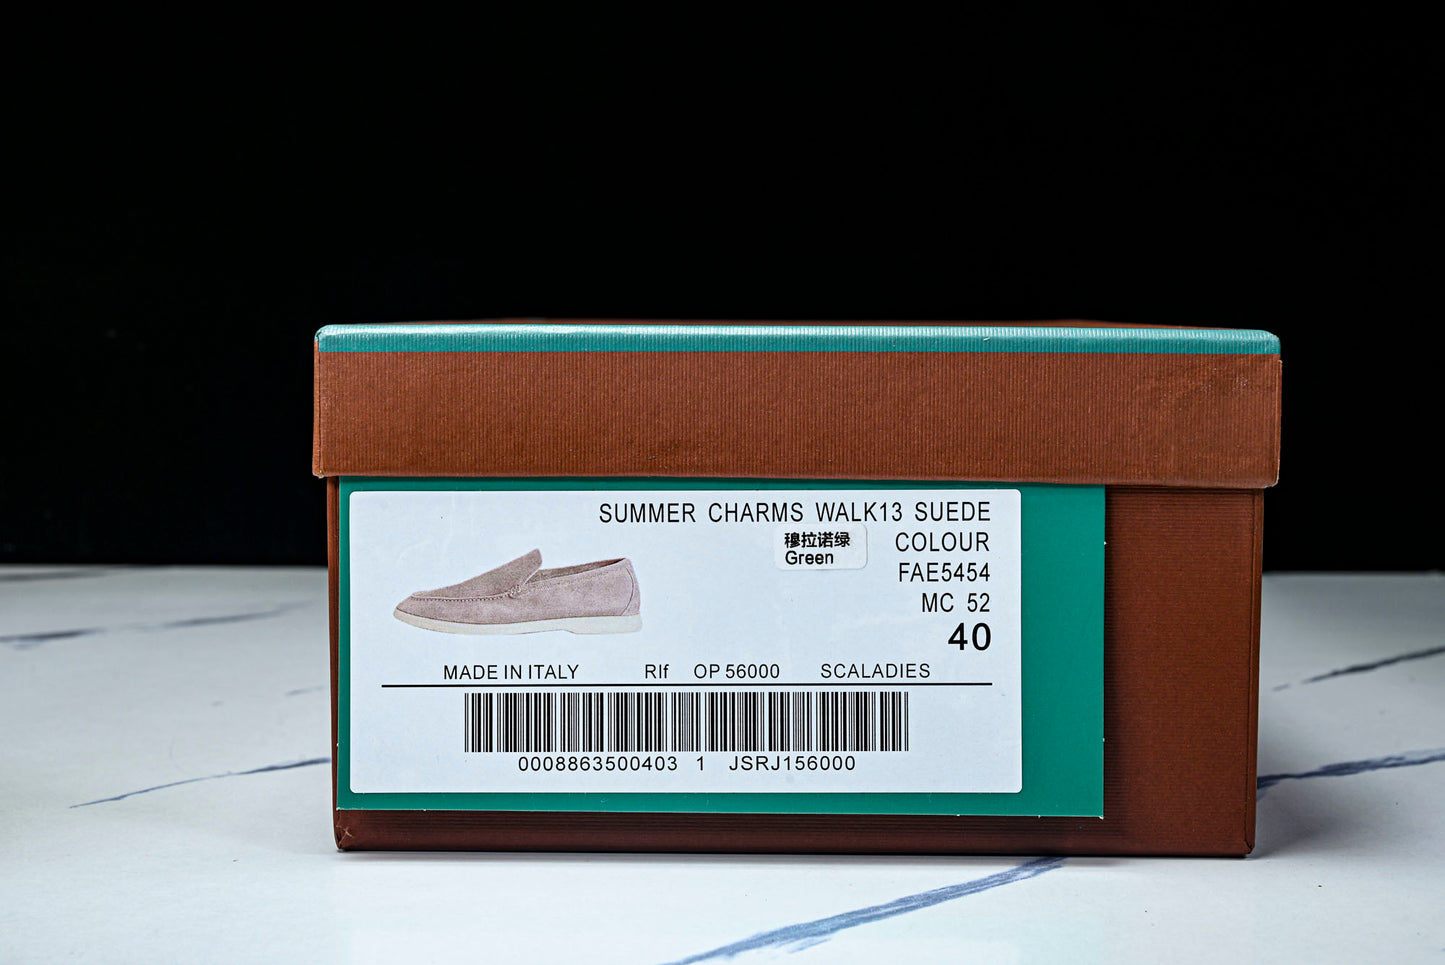 SUMMER CHARMS WALK13 SUEDE
穆拉诺绿
Green
COLOUR
FAE5454
MC 52
40
MADE IN ITALY RIf OP 56000 SCALADIES
0008863500403 1 JSRJ156000